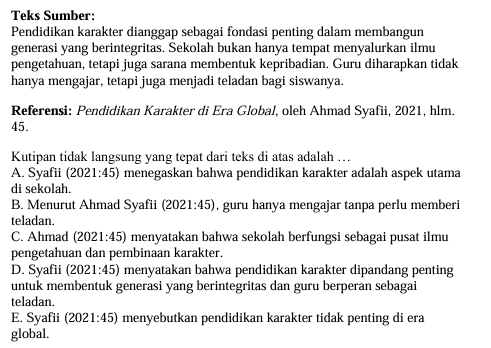 Teks Sumber:
Pendidikan karakter dianggap sebagai fondasi penting dalam membangun
generasi yang berintegritas. Sekolah bukan hanya tempat menyalurkan ilmu
pengetahuan, tetapi juga sarana membentuk kepribadian. Guru diharapkan tidak
hanya mengajar, tetapi juga menjadi teladan bagi siswanya.
Referensi: Pendidikan Karakter di Era Global, oleh Ahmad Syafii, 2021, hlm.
45.
Kutipan tidak langsung yang tepat dari teks di atas adalah …
A. Syafii (2021:45) menegaskan bahwa pendidikan karakter adalah aspek utama
di sekolah.
B. Menurut Ahmad Syafii (2021:45), guru hanya mengajar tanpa perlu memberi
teladan.
C. Ahmad (2021:45) menyatakan bahwa sekolah berfungsi sebagai pusat ilmu
pengetahuan dan pembinaan karakter.
D. Syafii (2021:45) menyatakan bahwa pendidikan karakter dipandang penting
untuk membentuk generasi yang berintegritas dan guru berperan sebagai
teladan.
E. Syafii (2021:45) menyebutkan pendidikan karakter tidak penting di era
global.